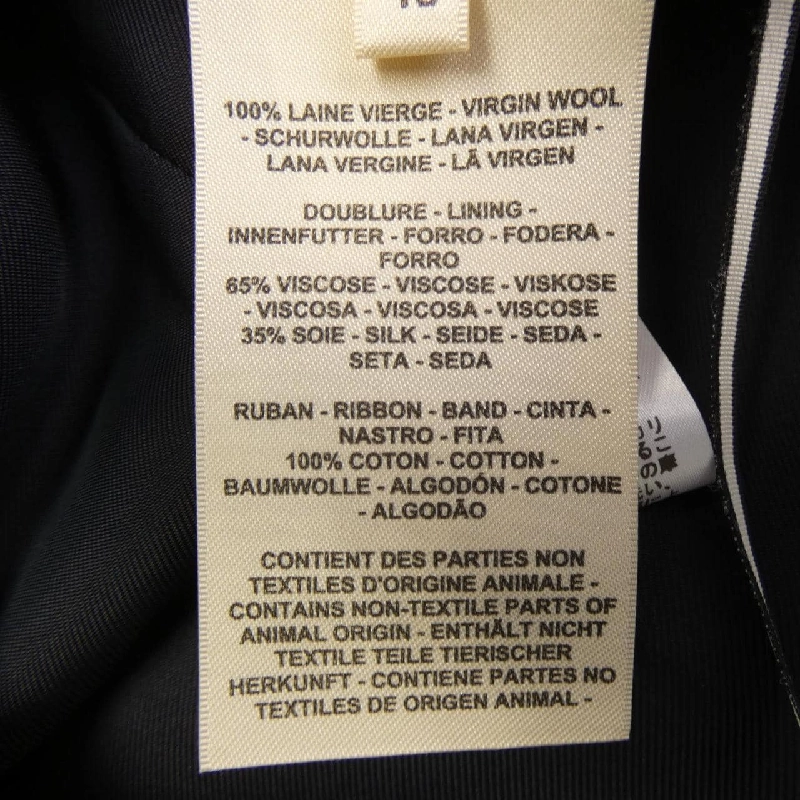 100% LAINE VIERGE - VIRGIN WOOL
- SCHURWOLLE - LANA VIRGEN -
LANA VERGINE - LÃ VIRGEN
DOUBLURE - LINING -
INNENFUTTER - FORRO - FODERA -
FORRO
65% VISCOSE - VISCOSE - VISKOSE
- VISCOSA - VISCOSA - VISCOSE
35% SOIE - SILK - SEIDE - SEDA -
SETA - SEDA
RUBAN - RIBBON - BAND - CINTA -
NASTRO - FITA
100% COTON - COTTON -
BAUMWOLLE - ALGODÓN - COTONE
- ALGODÃO
CONTIENT DES PARTIES NON
TEXTILES D'ORIGINE ANIMALE -
CONTAINS NON-TEXTILE PARTS OF
ANIMAL ORIGIN - ENTHÄLT NICHT
TEXTILE TEILE TIERISCHER
HERKUNFT - CONTIENE PARTES NO
TEXTILES DE ORIGEN ANIMAL -